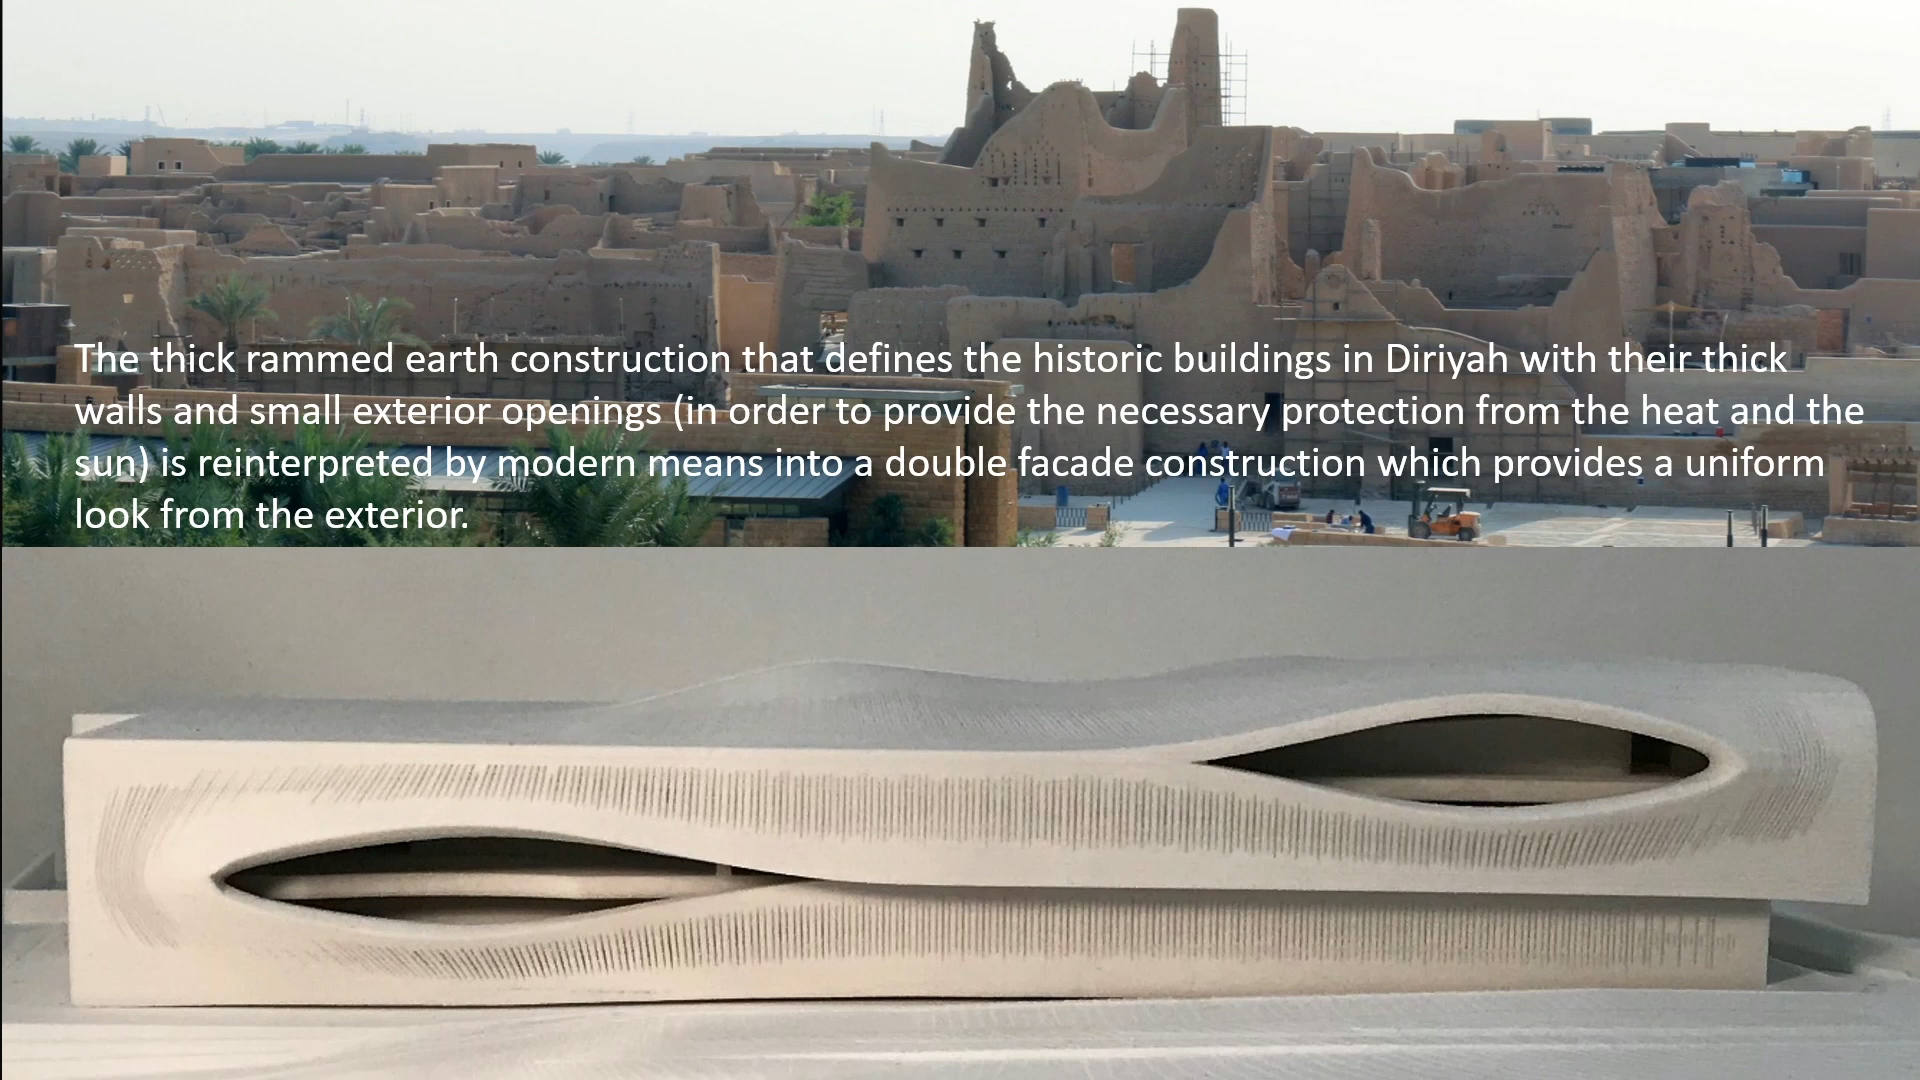 The thick rammed earth construction that defines the historic buildings in Diriyah with their thick
walls and small exterior openings (in order to provide the necessary protection from the heat and the
sun) is reinterpreted by modern means into a double facade construction which provides a uniform
look from the exterior.